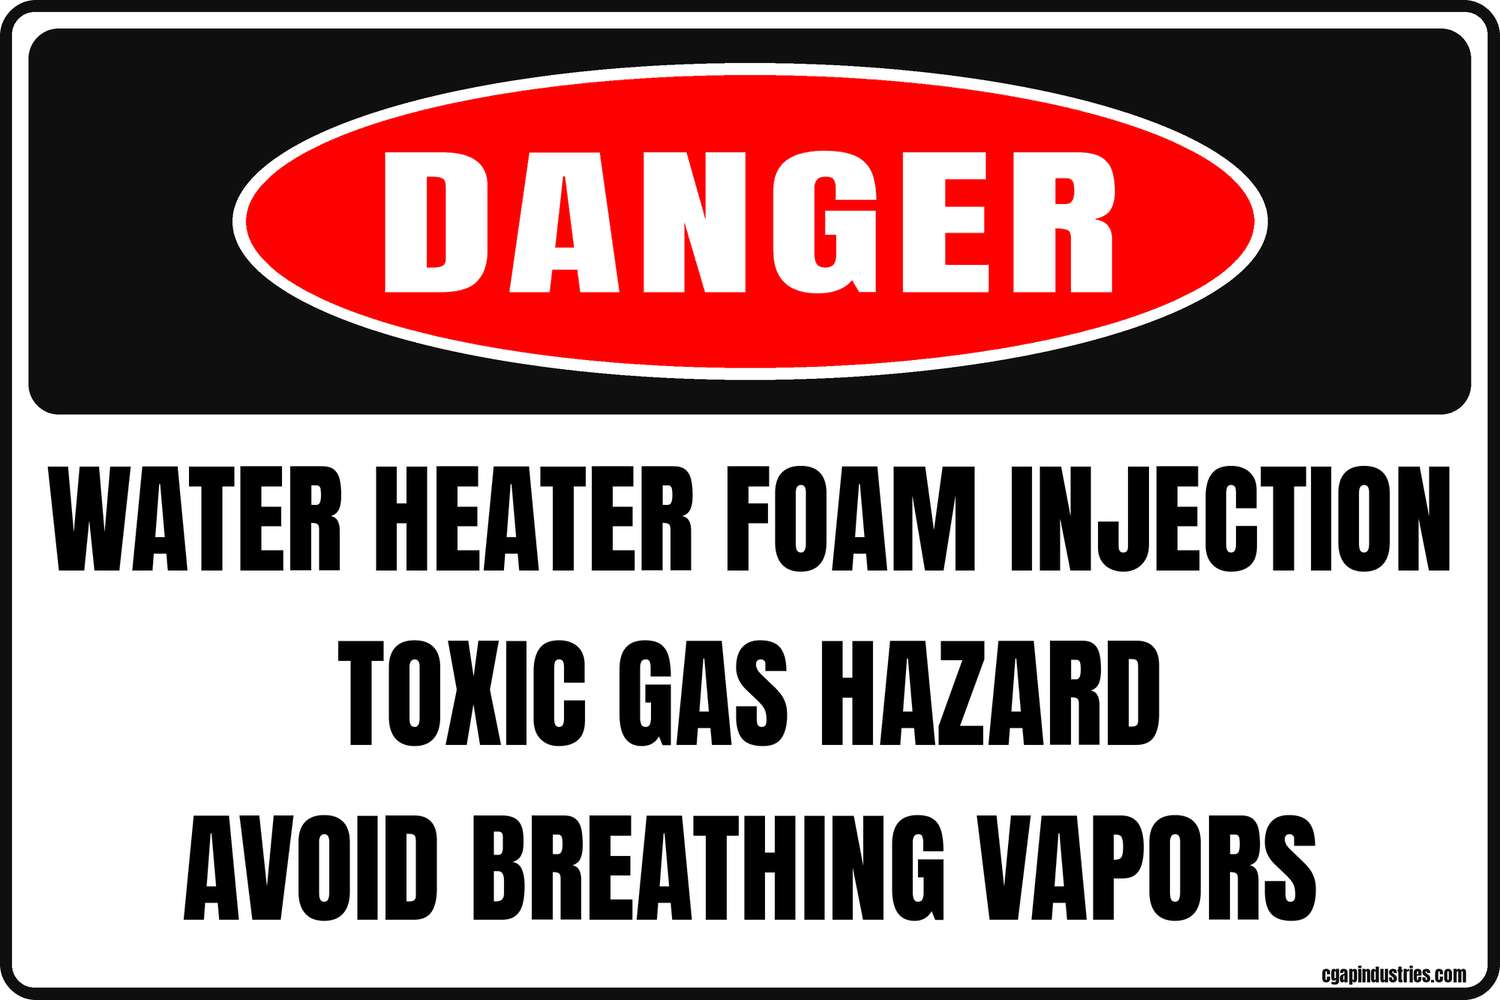 DANGER
WATER HEATER FOAM INJECTION
TOXIC GAS HAZARD
AVOID BREATHING VAPORS
cgapindustries.com